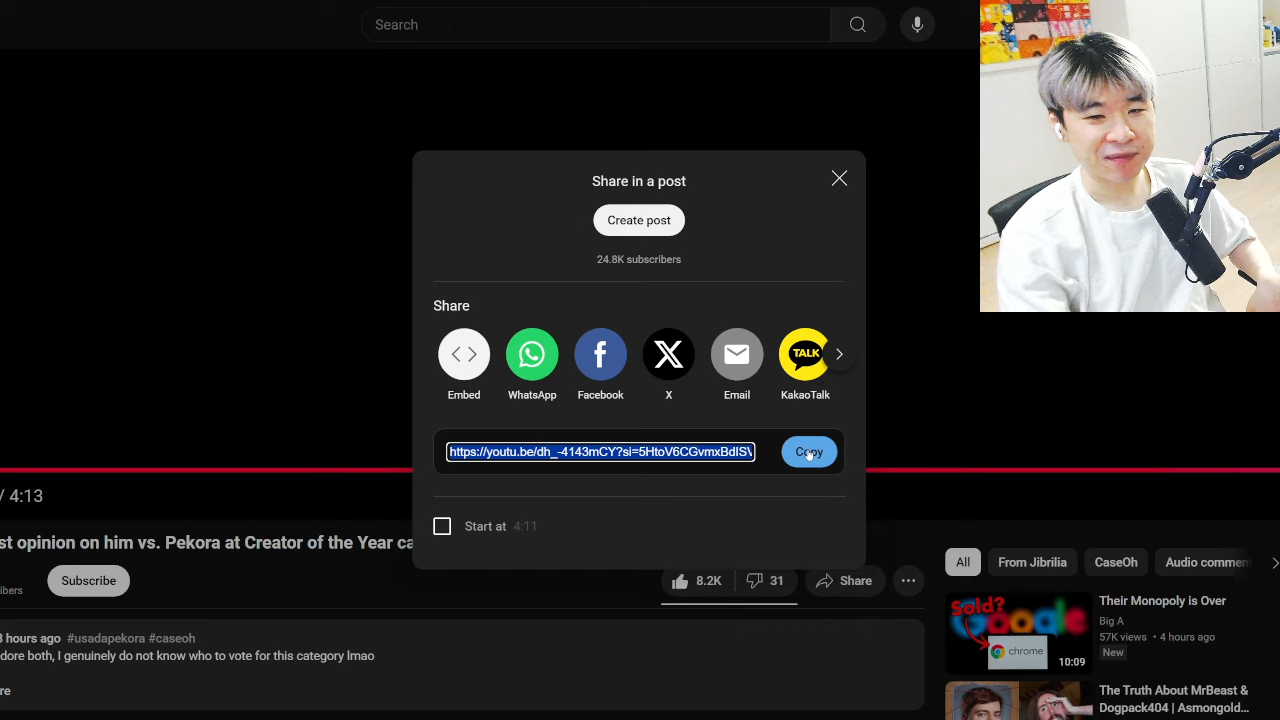 Search
Share in a post
Create post
24.8K subscribers
Share
Embed
WhatsApp
Facebook
X
Email
TALK
KakaoTalk
https://youtu.be/dh_-4143mCY?si=5HtoV6CGvmxBdIS
Copy
Start at 4:11
/ 4:13
st opinion on him vs. Pekora at Creator of the Year ca
ibers
Subscribe
8.2K
31
Share
hours ago #usadapekora #caseoh
dore both, I genuinely do not know who to vote for this category lmao
re
All
From Jibrilia
CaseOh
Audio commen
Sold?
Google
chrome
10:09
Their Monopoly is Over
Big A
57K views • 4 hours ago
New
The Truth About MrBeast &
Dogpack404 | Asmongold...